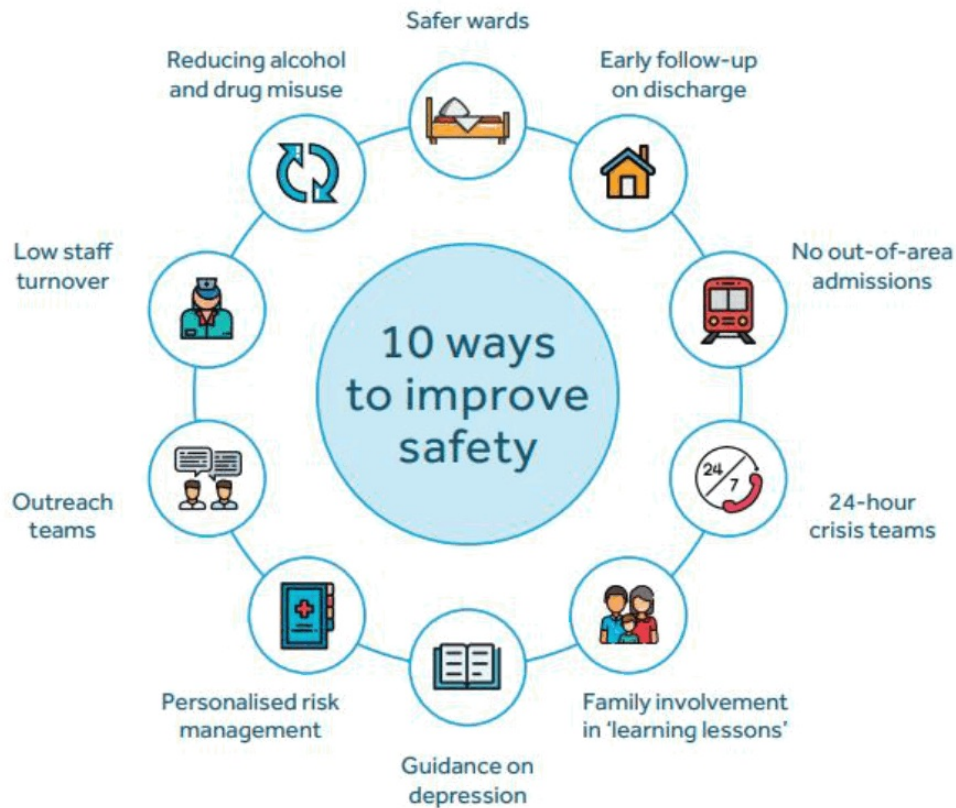 Safer wards
Reducing alcohol
and drug misuse
Early follow-up
on discharge
Low staff
turnover
No out-of-area
admissions
10 ways
to improve
safety
24/7
Outreach
teams
24-hour
crisis teams
Personalised risk
management
Family involvement
in ‘learning lessons’
Guidance on
depression